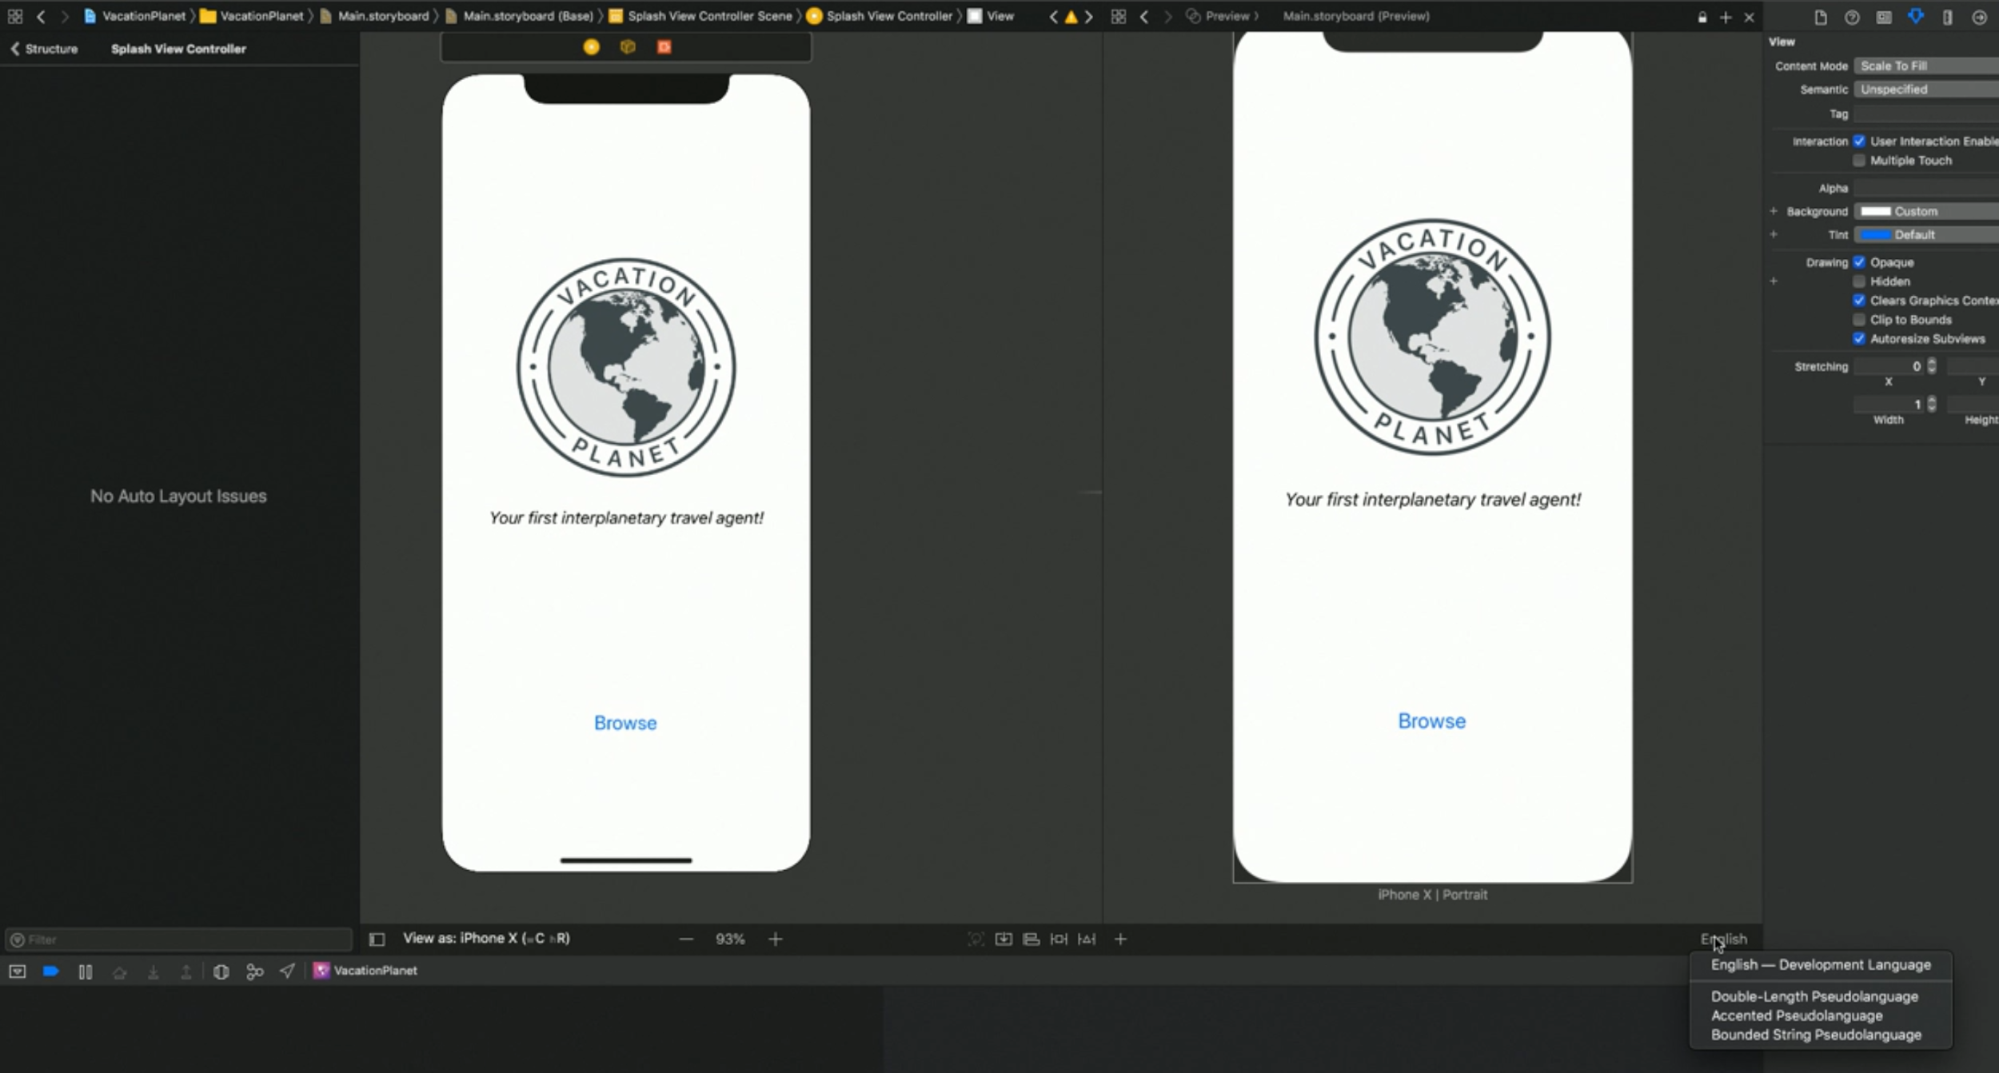 VacationPlanet
VacationPlanet
Main.storyboard
Main.storyboard (Base)
Splash View Controller Scene
Splash View Controller
View
Preview
Main.storyboard (Preview)
Structure
Splash View Controller
No Auto Layout Issues
Filter
VACATION
PLANET
Your first interplanetary travel agent!
Browse
VACATION
PLANET
Your first interplanetary travel agent!
Browse
iPhone X | Portrait
View as: iPhone X (wC hR)
93%
English
English — Development Language
Double-Length Pseudolanguage
Accented Pseudolanguage
Bounded String Pseudolanguage
VacationPlanet
View
Content Mode Scale To Fill
Semantic Unspecified
Tag
Interaction User Interaction Enable
Multiple Touch
Alpha
Background Custom
Tint Default
Drawing Opaque
Hidden
Clears Graphics Contex
Clip to Bounds
Autoresize Subviews
Stretching 0
X Y
1
Width Height